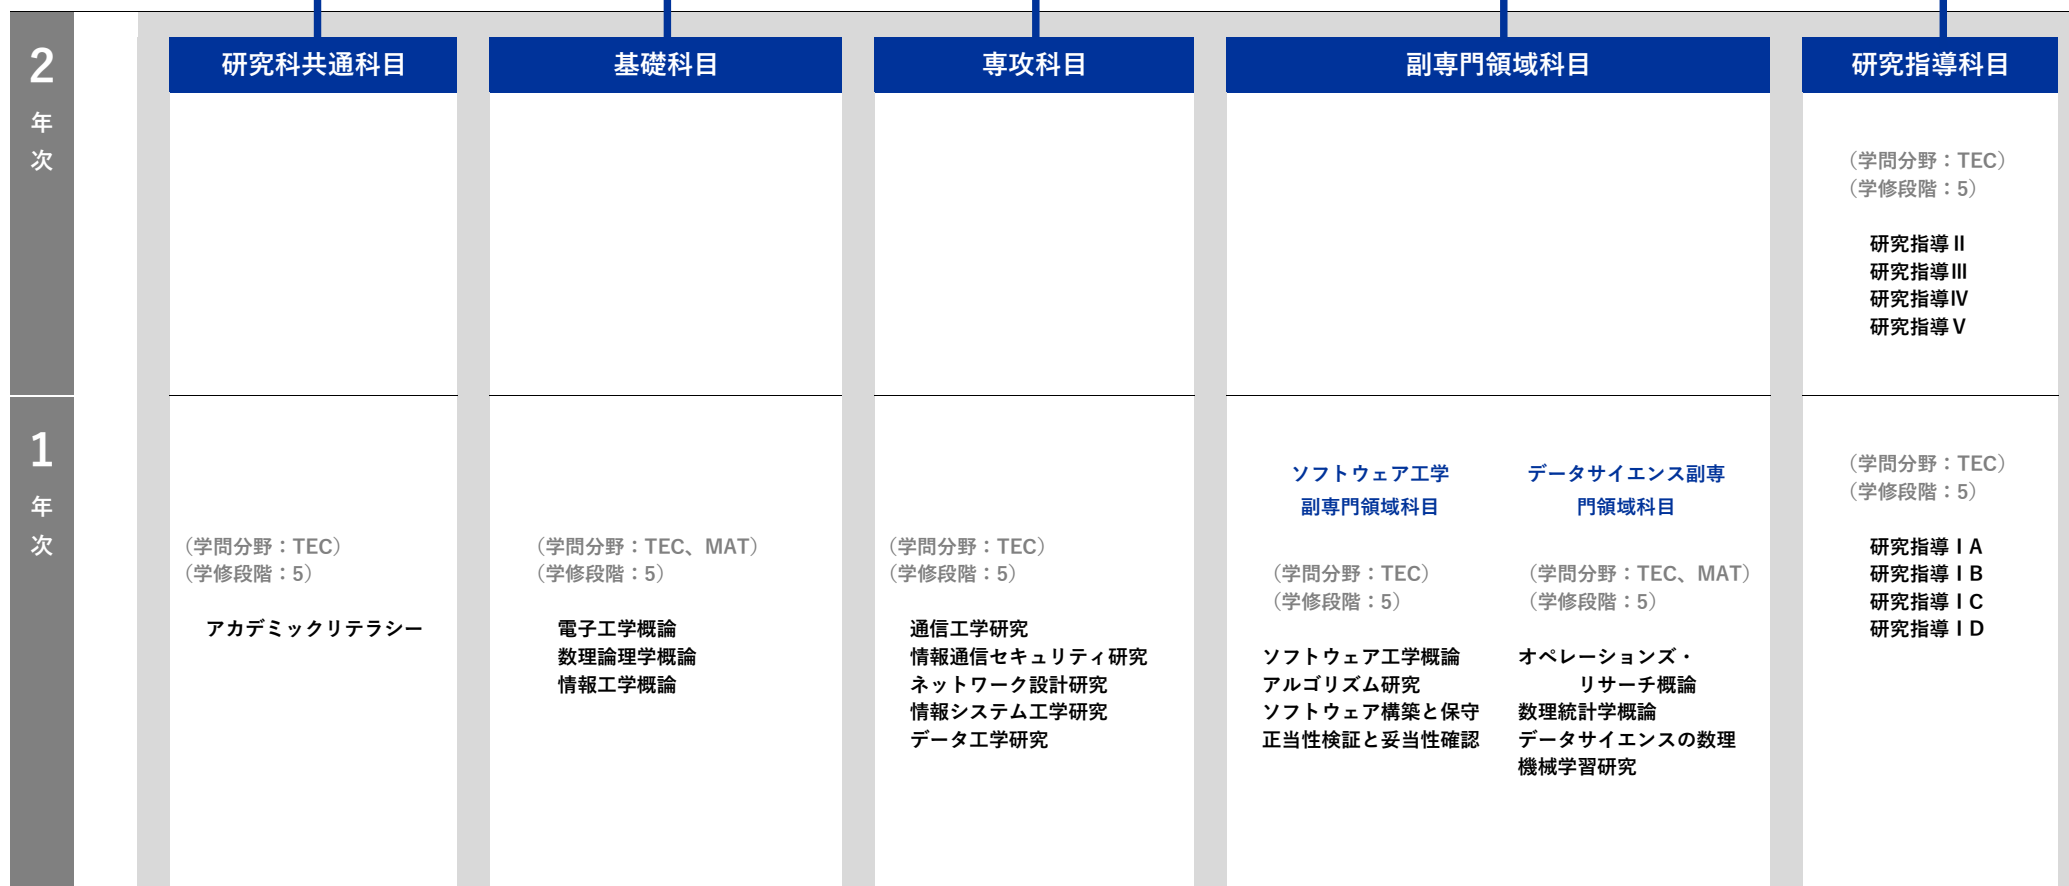 2
年
次
研究科共通科目
基礎科目
専攻科目
副専門領域科目
研究指導科目
（学問分野：TEC）
（学修段階：5）
研究指導Ⅱ
研究指導Ⅲ
研究指導Ⅳ
研究指導Ⅴ
1
年
次
（学問分野：TEC）
（学修段階：5）
アカデミックリテラシー
（学問分野：TEC、MAT）
（学修段階：5）
電子工学概論
数理論理学概論
情報工学概論
（学問分野：TEC）
（学修段階：5）
通信工学研究
情報通信セキュリティ研究
ネットワーク設計研究
情報システム工学研究
データ工学研究
ソフトウェア工学
副専門領域科目
（学問分野：TEC）
（学修段階：5）
ソフトウェア工学概論
アルゴリズム研究
ソフトウェア構築と保守
正当性検証と妥当性確認
データサイエンス副専
門領域科目
（学問分野：TEC、MAT）
（学修段階：5）
オペレーションズ・
リサーチ概論
数理統計学概論
データサイエンスの数理
機械学習研究
（学問分野：TEC）
（学修段階：5）
研究指導ⅠA
研究指導ⅠB
研究指導ⅠC
研究指導ⅠD